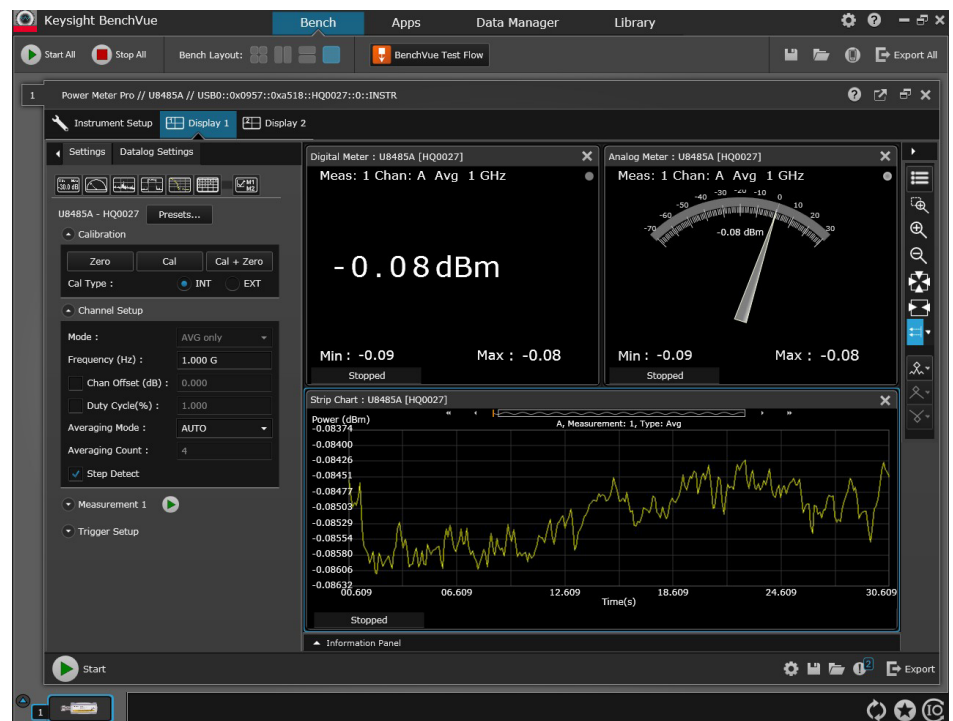 Keysight BenchVue
Bench Apps Data Manager Library
Start All Stop All Bench Layout: BenchVue Test Flow Export All
1 Power Meter Pro // U8485A // USB0::0x0957::0xa518::HQ0027::0::INSTR
Instrument Setup Display 1 Display 2
Settings Datalog Settings
U8485A - HQ0027 Presets...
Calibration
Zero Cal Cal + Zero
Cal Type : INT EXT
Channel Setup
Mode : AVG only
Frequency (Hz) : 1.000 G
Chan Offset (dB) : 0.000
Duty Cycle(%) : 1.000
Averaging Mode : AUTO
Averaging Count : 4
Step Detect
Measurement 1
Trigger Setup
Digital Meter : U8485A [HQ0027]
Meas: 1 Chan: A Avg 1 GHz
-0.08dBm
Min : -0.09 Max : -0.08
Stopped
Analog Meter : U8485A [HQ0027]
Meas: 1 Chan: A Avg 1 GHz
-70 -60 -50 -40 -30 -20 -10 0 10 20 30
-0.08 dBm
Min : -0.09 Max : -0.08
Stopped
Strip Chart : U8485A [HQ0027]
Power (dBm)
A, Measurement: 1, Type: Avg
-0.08374
-0.08400
-0.08426
-0.08451
-0.08477
-0.08503
-0.08529
-0.08554
-0.08580
-0.08606
-0.08632
00.609 06.609 12.609 18.609 24.609 30.609
Time(s)
Stopped
Information Panel
Start 2 Export
1 IO